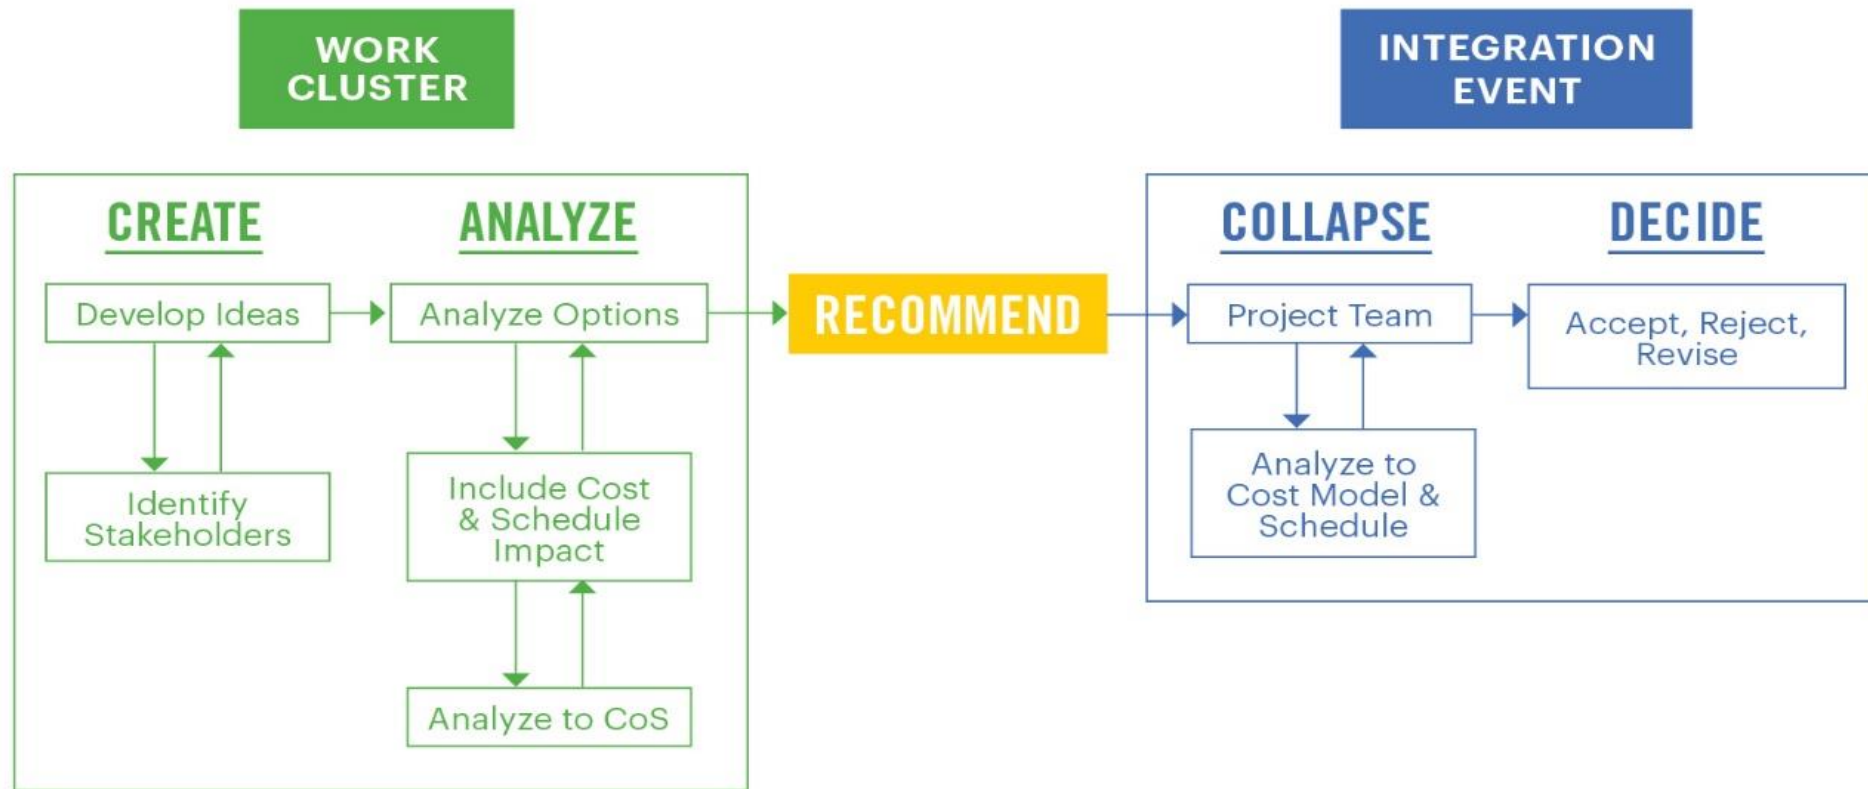 WORK
CLUSTER
INTEGRATION
EVENT
CREATE
ANALYZE
Develop Ideas
Analyze Options
Identify
Stakeholders
Include Cost
& Schedule
Impact
Analyze to CoS
RECOMMEND
COLLAPSE
DECIDE
Project Team
Accept, Reject,
Revise
Analyze to
Cost Model &
Schedule